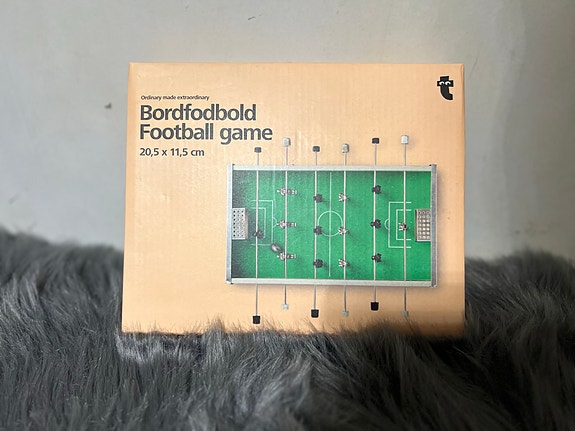 Ordinary made extraordinary
Bordfodbold
Football game
20,5 x 11,5 cm